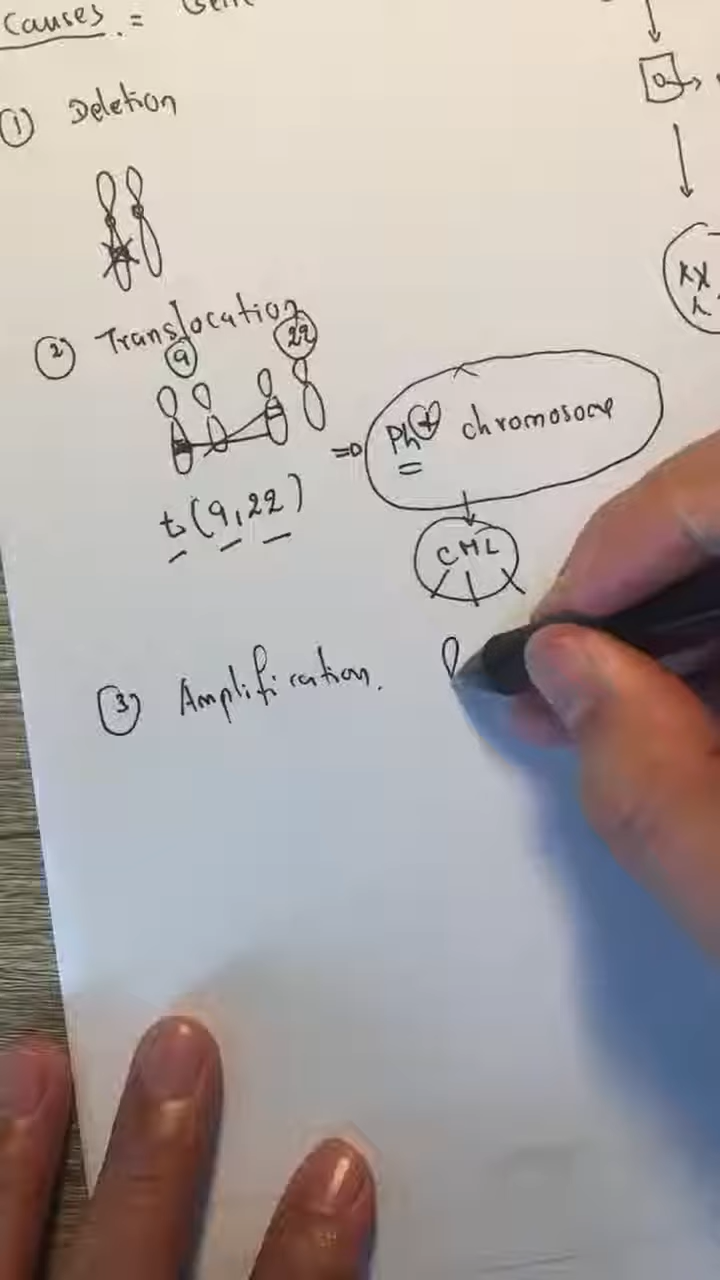 Causes =
① Deletion
② Translocation
9
22
⇒ Ph⊕ chromosome
t(9,22)
CML
③ Amplification.